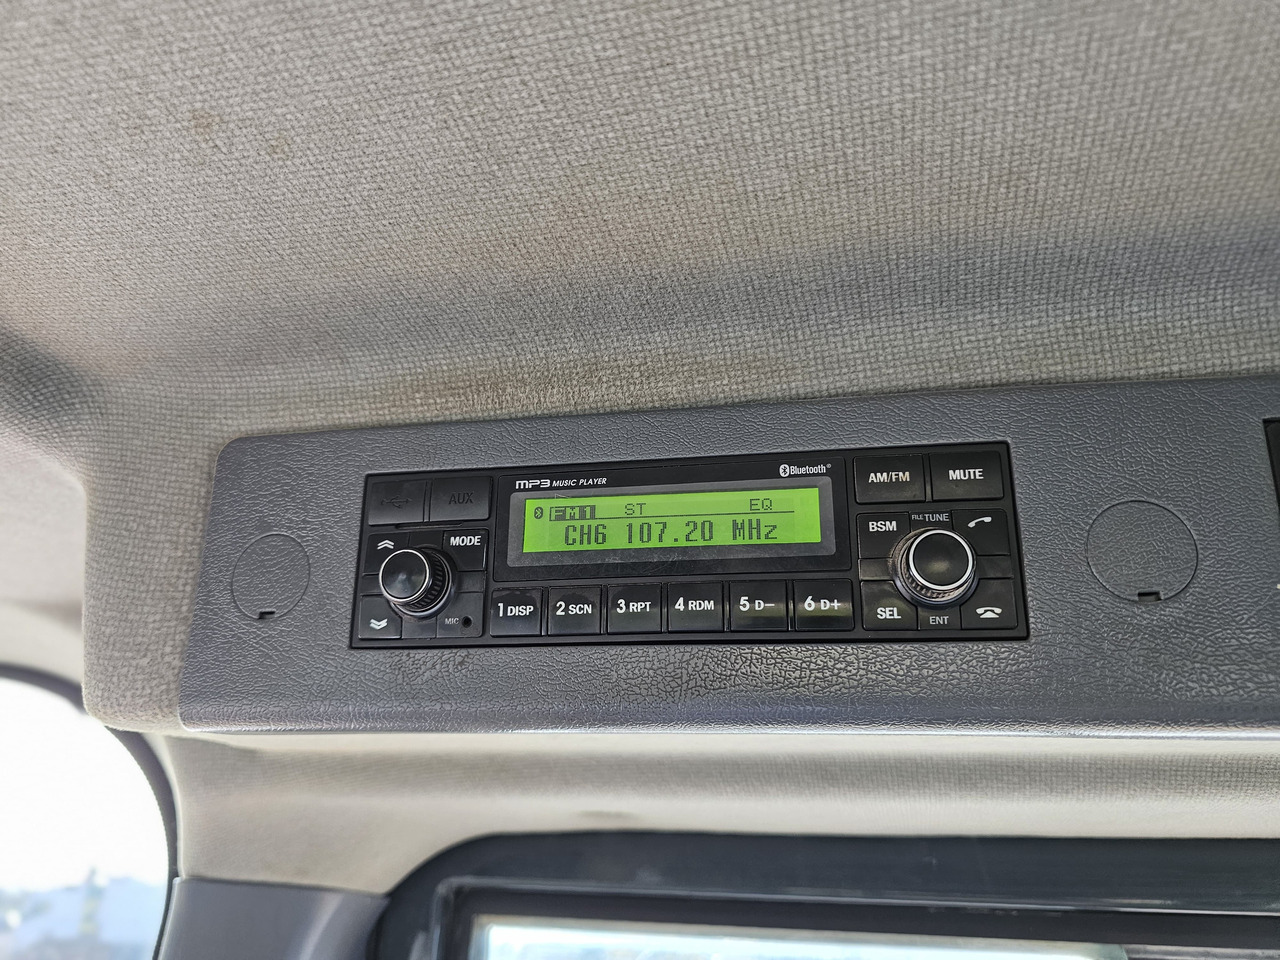 MP3 MUSIC PLAYER
Bluetooth®
AUX
MODE
MIC
FM1 ST EQ
CH6 107.20 MHz
1 DISP
2 SCN
3 RPT
4 RDM
5 D−
6 D+
AM/FM
MUTE
BSM
FILE TUNE
SEL
ENT